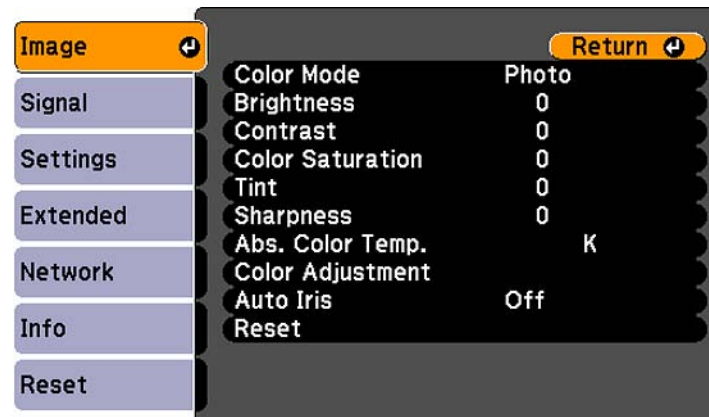 Image
Signal
Settings
Extended
Network
Info
Reset
Return
Color Mode Photo
Brightness 0
Contrast 0
Color Saturation 0
Tint 0
Sharpness 0
Abs. Color Temp. K
Color Adjustment
Auto Iris Off
Reset